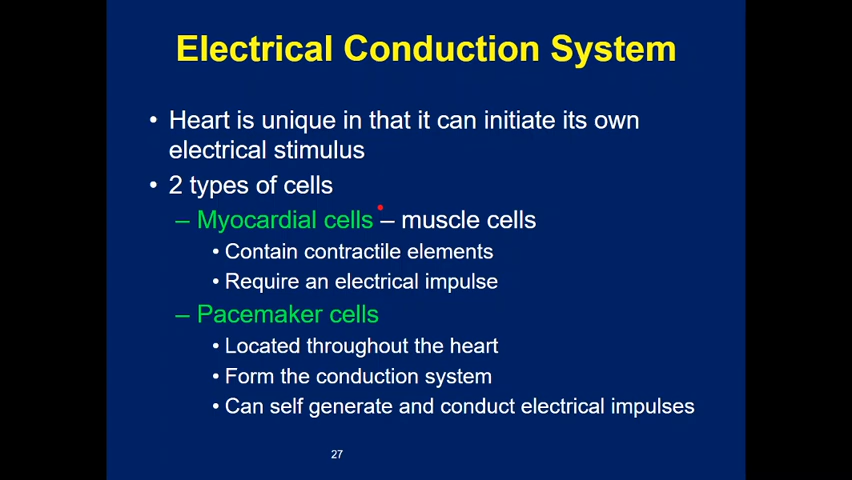 Electrical Conduction System
• Heart is unique in that it can initiate its own
electrical stimulus
• 2 types of cells
– Myocardial cells – muscle cells
• Contain contractile elements
• Require an electrical impulse
– Pacemaker cells
• Located throughout the heart
• Form the conduction system
• Can self generate and conduct electrical impulses
27